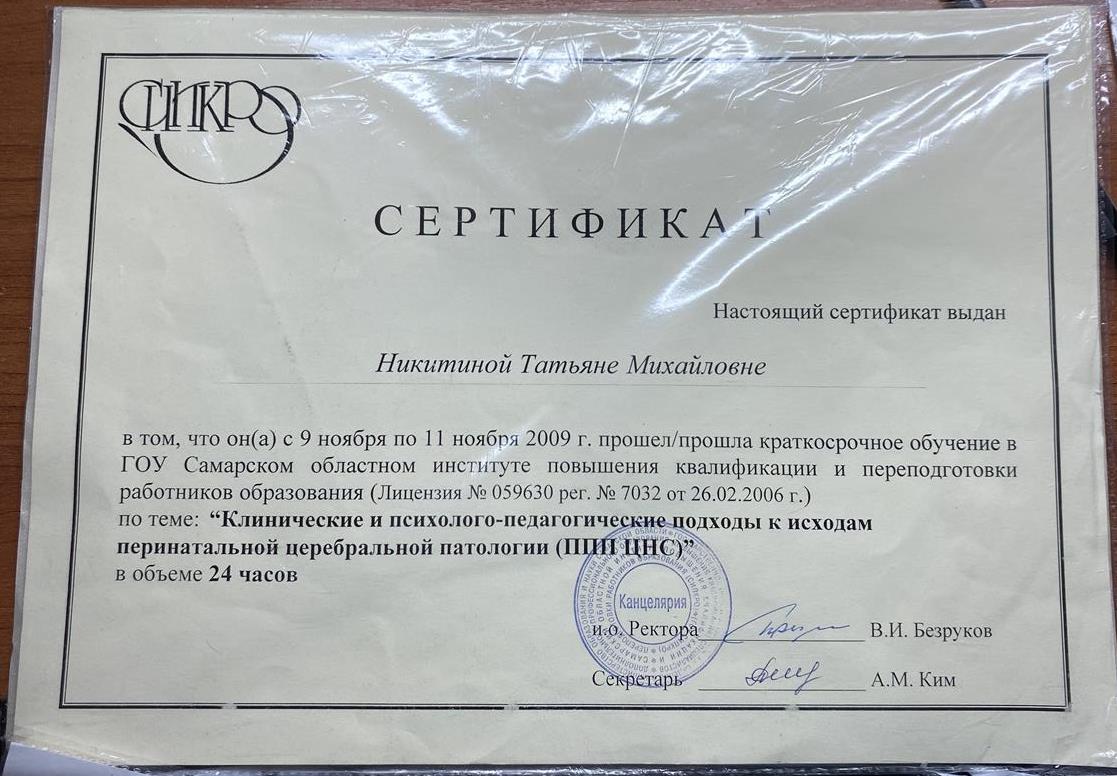 СИПКРО
СЕРТИФИКАТ
Настоящий сертификат выдан
Никитиной Татьяне Михайловне
в том, что он(а) с 9 ноября по 11 ноября 2009 г. прошел/прошла краткосрочное обучение в
ГОУ Самарском областном институте повышения квалификации и переподготовки
работников образования (Лицензия № 059630 рег. № 7032 от 26.02.2006 г.)
по теме: “Клинические и психолого-педагогические подходы к исходам
перинатальной церебральной патологии (ППП ЦНС)”
в объеме 24 часов
Канцелярия
и.о. Ректора В.И. Безруков
Секретарь А.М. Ким